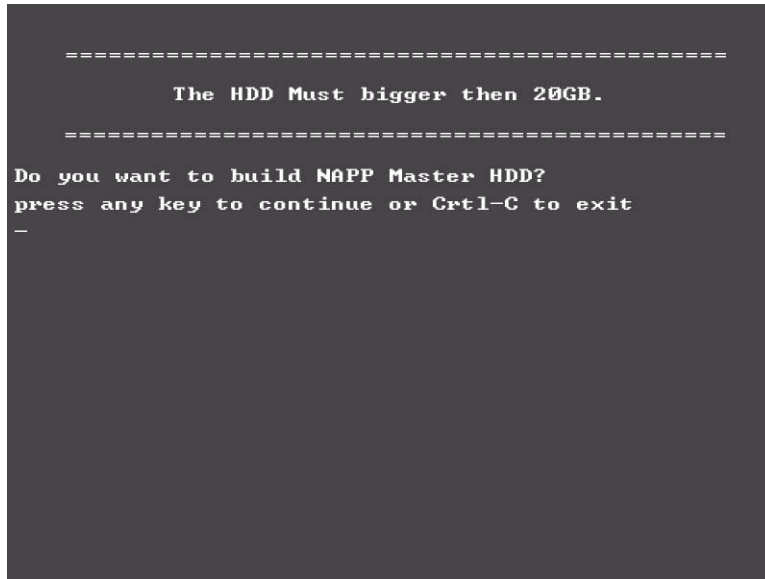 ==============================================
The HDD Must bigger then 20GB.
==============================================
Do you want to build NAPP Master HDD?
press any key to continue or Crtl-C to exit
_